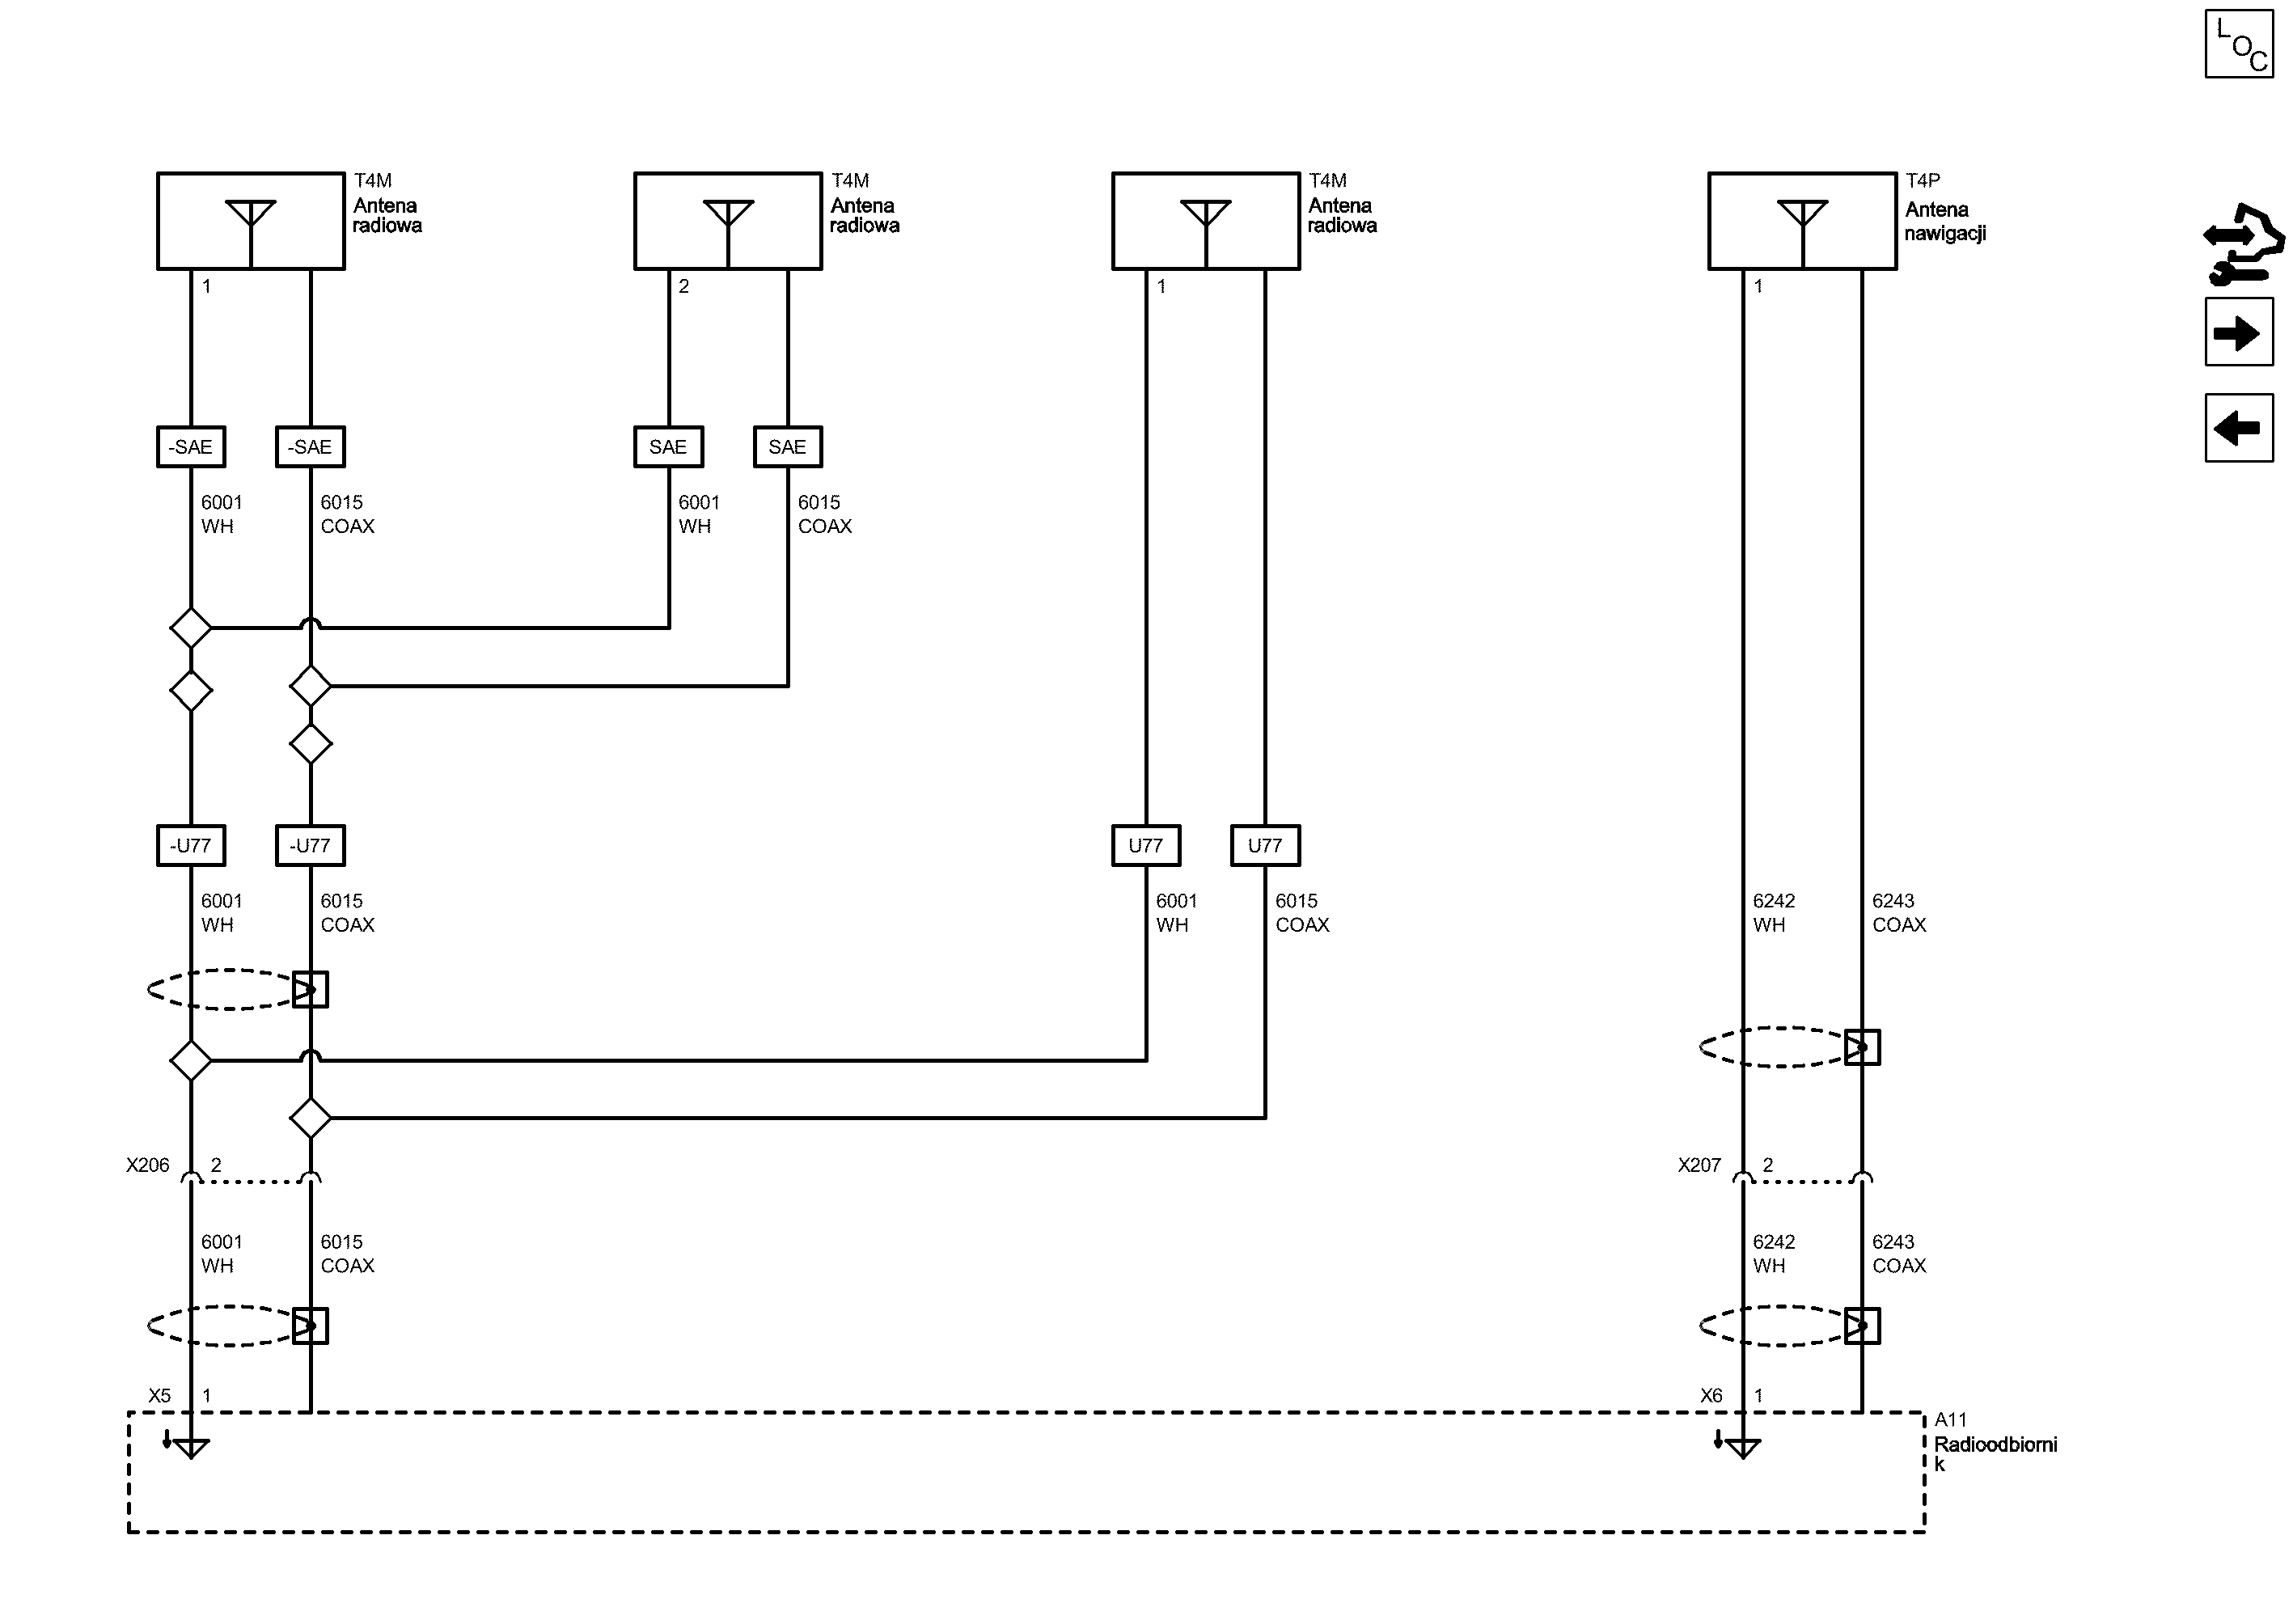 LOC
T4M
Antena
radiowa
T4M
Antena
radiowa
T4M
Antena
radiowa
T4P
Antena
nawigacji
1
2
1
1
-SAE
-SAE
SAE
SAE
6001
WH
6015
COAX
6001
WH
6015
COAX
-U77
-U77
U77
U77
6001
WH
6015
COAX
6001
WH
6015
COAX
6242
WH
6243
COAX
X206
2
X207
2
6001
WH
6015
COAX
6242
WH
6243
COAX
X5
1
X6
1
A11
Radioodbiorni
k